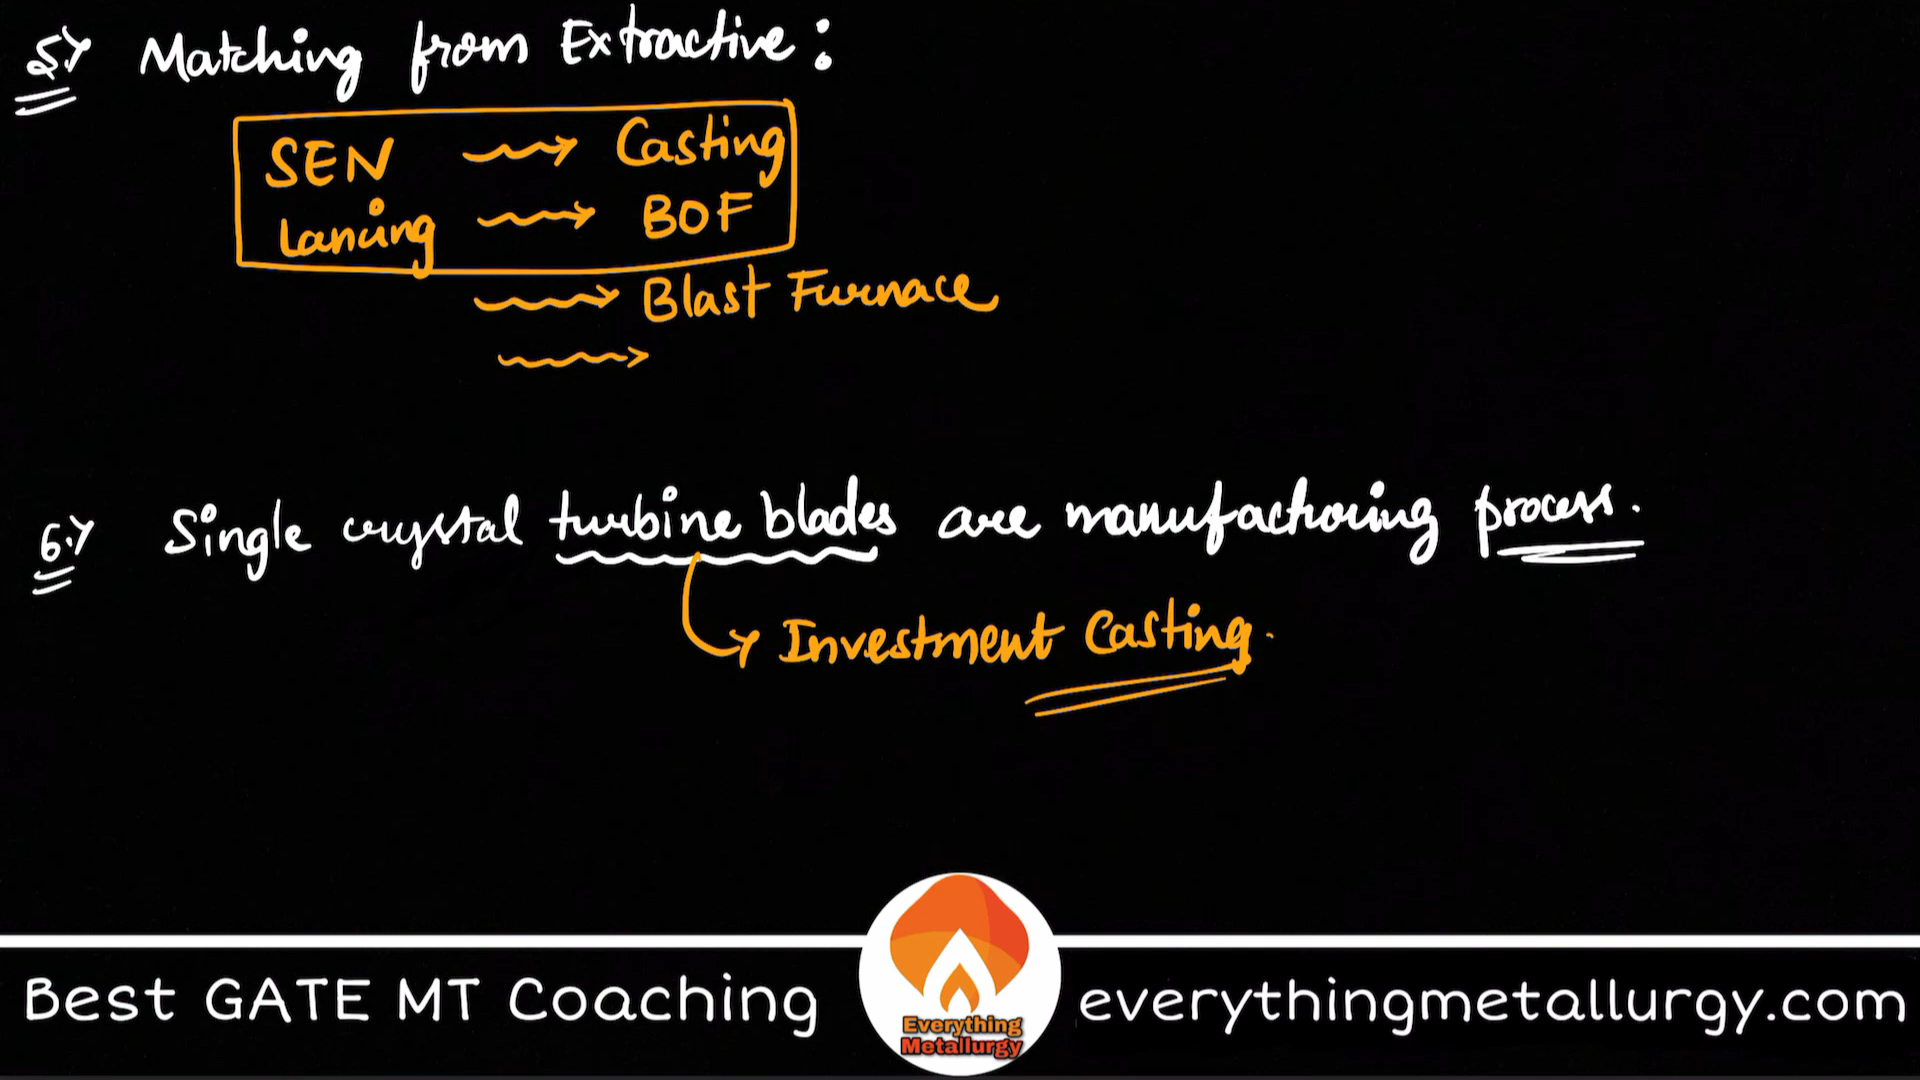 5.) Matching from Extractive :
SEN → Casting
Lancing → BOF
→ Blast Furnace
→
6.) Single crystal turbine blades are manufacturing process.
→ Investment Casting.
Best GATE MT Coaching
Everything
Metallurgy
everythingmetallurgy.com